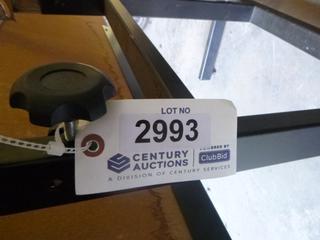 LOT NO
2993
POWERED BY
CENTURY
AUCTIONS
ClubBid
A DIVISION OF CENTURY SERVICES